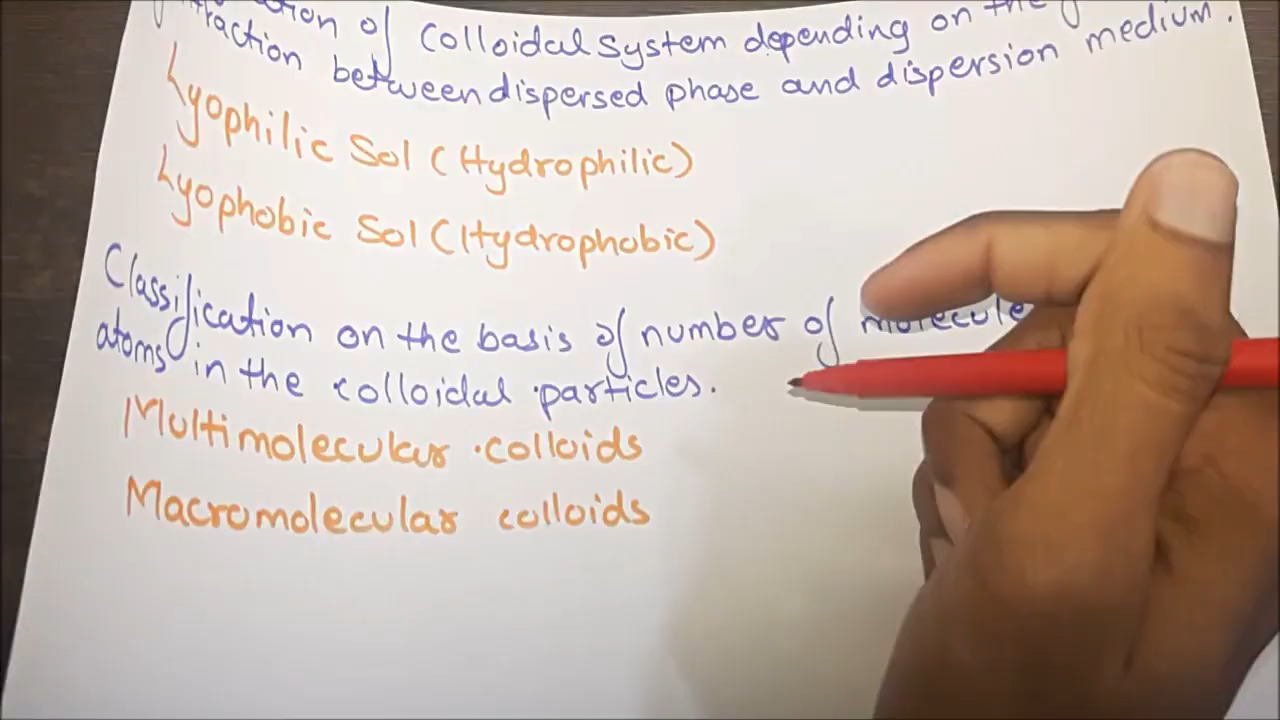 of Colloidal System depending on the
between dispersed phase and dispersion medium.
Lyophilic Sol (Hydrophilic)
Lyophobic Sol (Hydrophobic)
Classification on the basis of number of molecule
atoms in the colloidal particles.
Multimolecular colloids
Macromolecular colloids